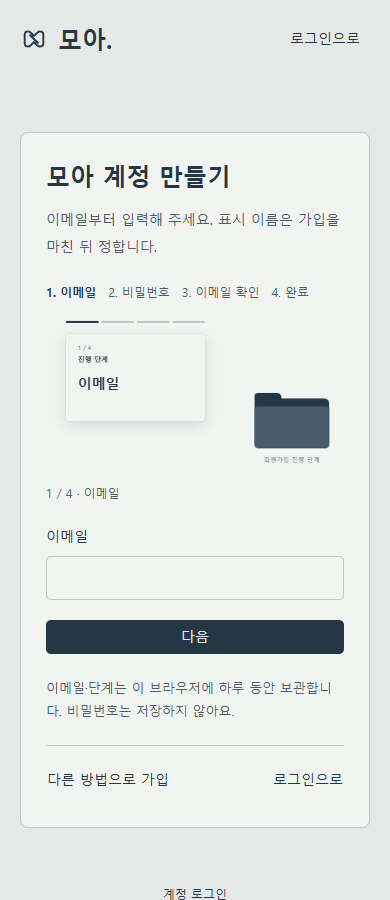 모아.
로그인으로
모아 계정 만들기
이메일부터 입력해 주세요. 표시 이름은 가입을
마친 뒤 정합니다.
1. 이메일 2. 비밀번호 3. 이메일 확인 4. 완료
1 / 4
진행 단계
이메일
회원가입 진행 단계
1 / 4 · 이메일
이메일
다음
이메일·단계는 이 브라우저에 하루 동안 보관합니
다. 비밀번호는 저장하지 않아요.
다른 방법으로 가입 로그인으로
계정 로그인